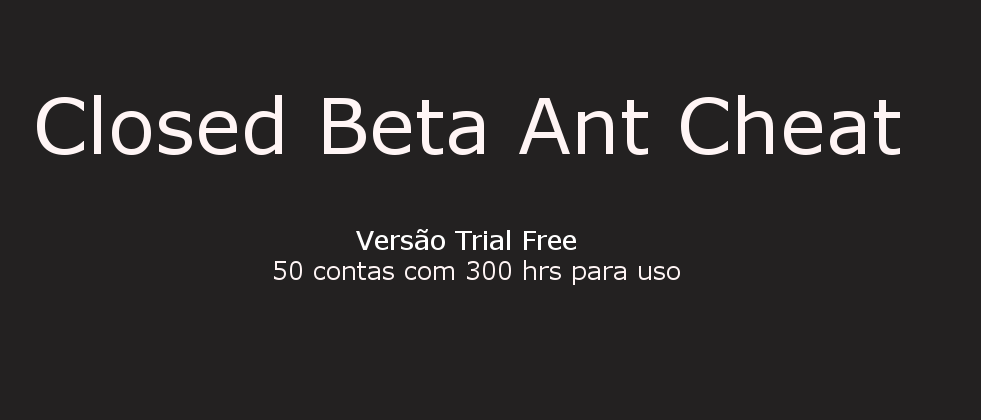 Closed Beta Ant Cheat
Versão Trial Free
50 contas com 300 hrs para uso